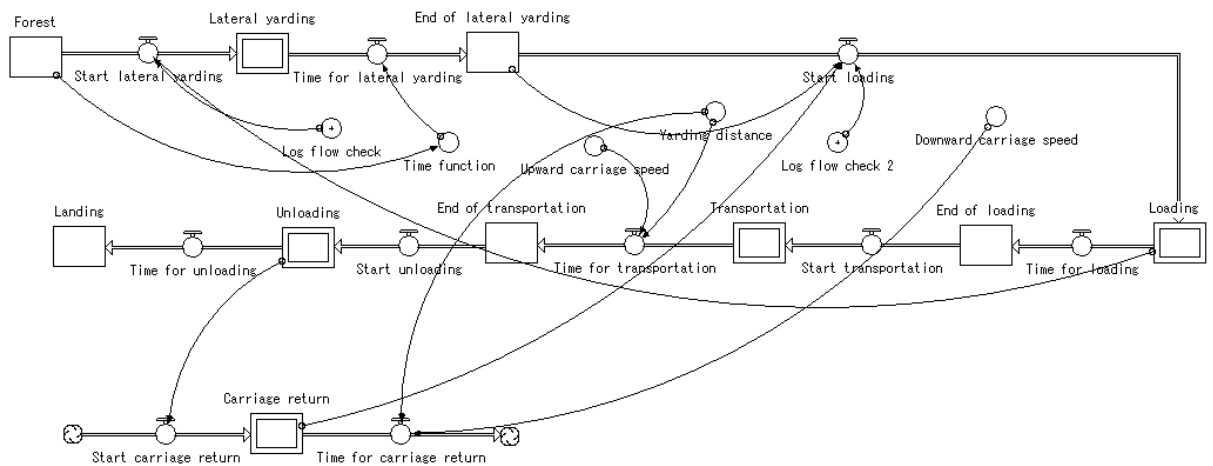 Forest
Lateral yarding
End of lateral yarding
Start lateral yarding
Time for lateral yarding
Start loading
Log flow check
Time function
Upward carriage speed
Yarding distance
Log flow check 2
Downward carriage speed
Landing
Unloading
End of transportation
Transportation
End of loading
Loading
Time for unloading
Start unloading
Time for transportation
Start transportation
Time for loading
Carriage return
Start carriage return
Time for carriage return